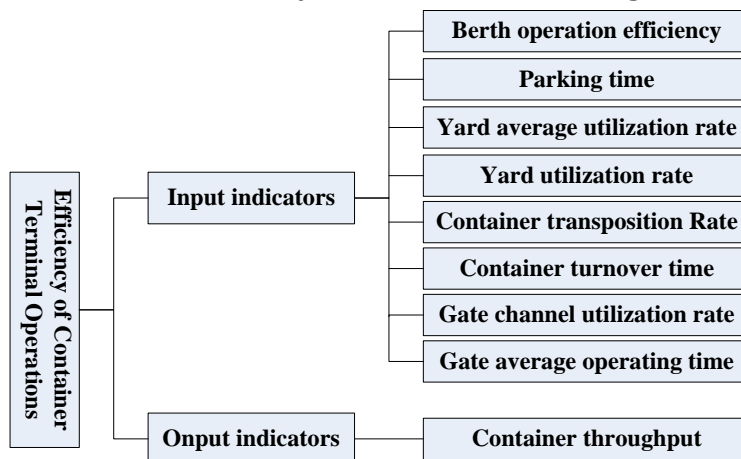 Efficiency of Container
Terminal Operations
Input indicators
Berth operation efficiency
Parking time
Yard average utilization rate
Yard utilization rate
Container transposition Rate
Container turnover time
Gate channel utilization rate
Gate average operating time
Onput indicators
Container throughput